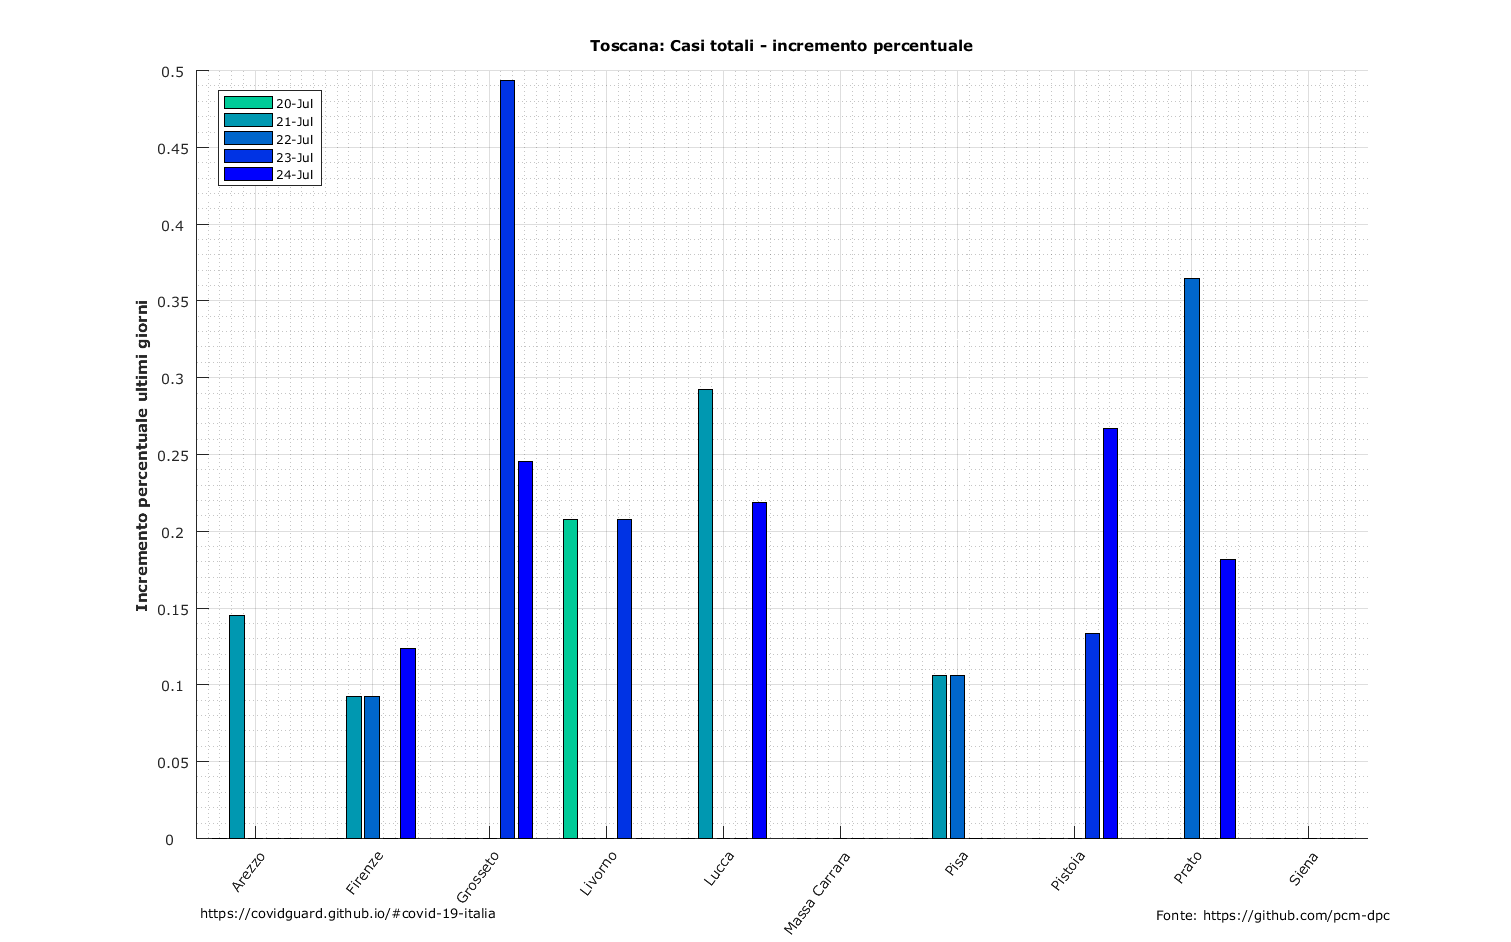 Toscana: Casi totali - incremento percentuale
Incremento percentuale ultimi giorni
0.5
0.45
0.4
0.35
0.3
0.25
0.2
0.15
0.1
0.05
0
20-Jul
21-Jul
22-Jul
23-Jul
24-Jul
Arezzo
Firenze
Grosseto
Livorno
Lucca
Massa Carrara
Pisa
Pistoia
Prato
Siena
https://covidguard.github.io/#covid-19-italia
Fonte: https://github.com/pcm-dpc